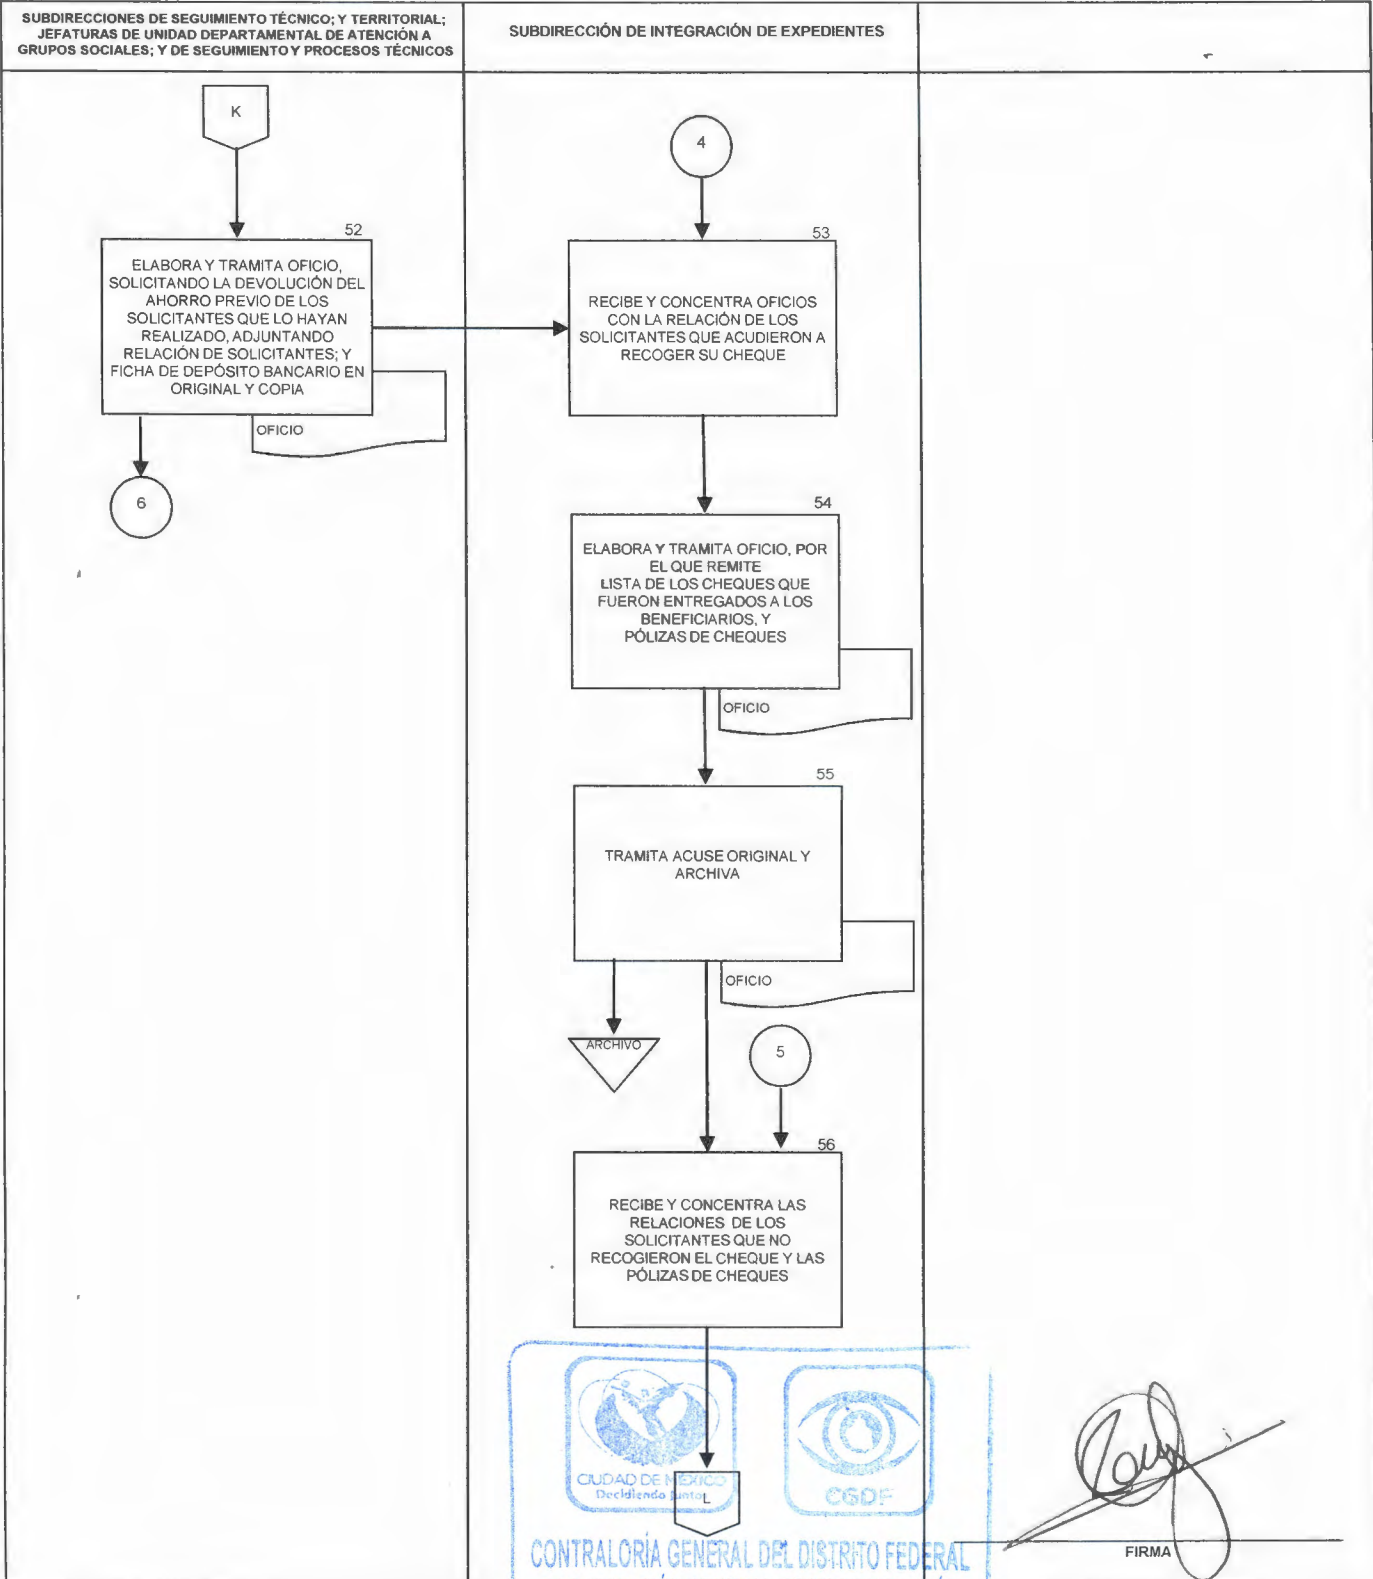 SUBDIRECCIONES DE SEGUIMIENTO TÉCNICO; Y TERRITORIAL;
JEFATURAS DE UNIDAD DEPARTAMENTAL DE ATENCIÓN A
GRUPOS SOCIALES; Y DE SEGUIMIENTO Y PROCESOS TÉCNICOS
SUBDIRECCIÓN DE INTEGRACIÓN DE EXPEDIENTES
K
52
ELABORA Y TRAMITA OFICIO,
SOLICITANDO LA DEVOLUCIÓN DEL
AHORRO PREVIO DE LOS
SOLICITANTES QUE LO HAYAN
REALIZADO, ADJUNTANDO
RELACIÓN DE SOLICITANTES; Y
FICHA DE DEPÓSITO BANCARIO EN
ORIGINAL Y COPIA
OFICIO
6
4
53
RECIBE Y CONCENTRA OFICIOS
CON LA RELACIÓN DE LOS
SOLICITANTES QUE ACUDIERON A
RECOGER SU CHEQUE
54
ELABORA Y TRAMITA OFICIO, POR
EL QUE REMITE
LISTA DE LOS CHEQUES QUE
FUERON ENTREGADOS A LOS
BENEFICIARIOS, Y
PÓLIZAS DE CHEQUES
OFICIO
55
TRAMITA ACUSE ORIGINAL Y
ARCHIVA
OFICIO
ARCHIVO
5
56
RECIBE Y CONCENTRA LAS
RELACIONES DE LOS
SOLICITANTES QUE NO
RECOGIERON EL CHEQUE Y LAS
PÓLIZAS DE CHEQUES
CIUDAD DE MÉXICO
Decidiendo Juntos
CGDF
L
CONTRALORÍA GENERAL DEL DISTRITO FEDERAL
FIRMA